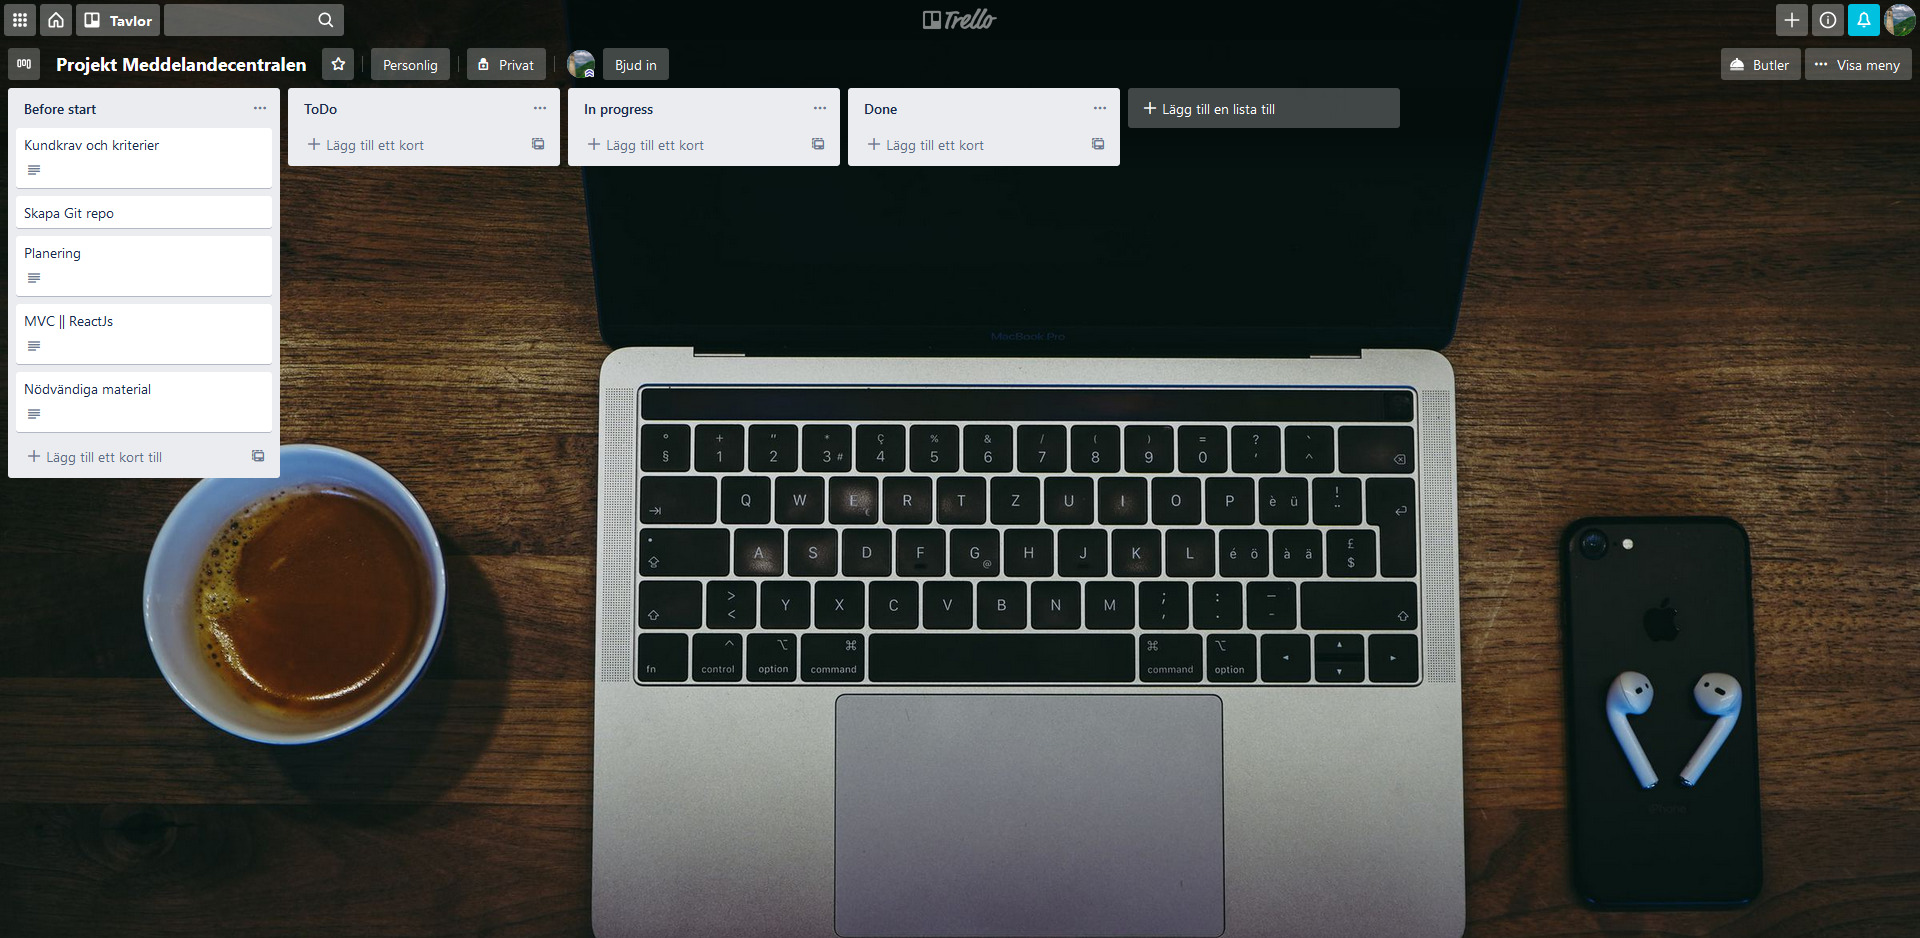 Tavlor
Trello
Projekt Meddelandecentralen
Personlig
Privat
Bjud in
Butler
Visa meny
Before start
Kundkrav och kriterier
Skapa Git repo
Planering
MVC || ReactJs
Nödvändiga material
+ Lägg till ett kort till
ToDo
+ Lägg till ett kort
In progress
+ Lägg till ett kort
Done
+ Lägg till ett kort
+ Lägg till en lista till
MacBook Pro
° + " * ç % & / ( ) = ? `
§ 1 2 3 # 4 5 6 7 8 9 0 ' ^
Q W E € R T Z U I O P è ü ! ¨
A S D F G @ H J K L é ö à ä £ $
> < Y X C V B N M ; , : . _ -
fn control option command command option
iPhone